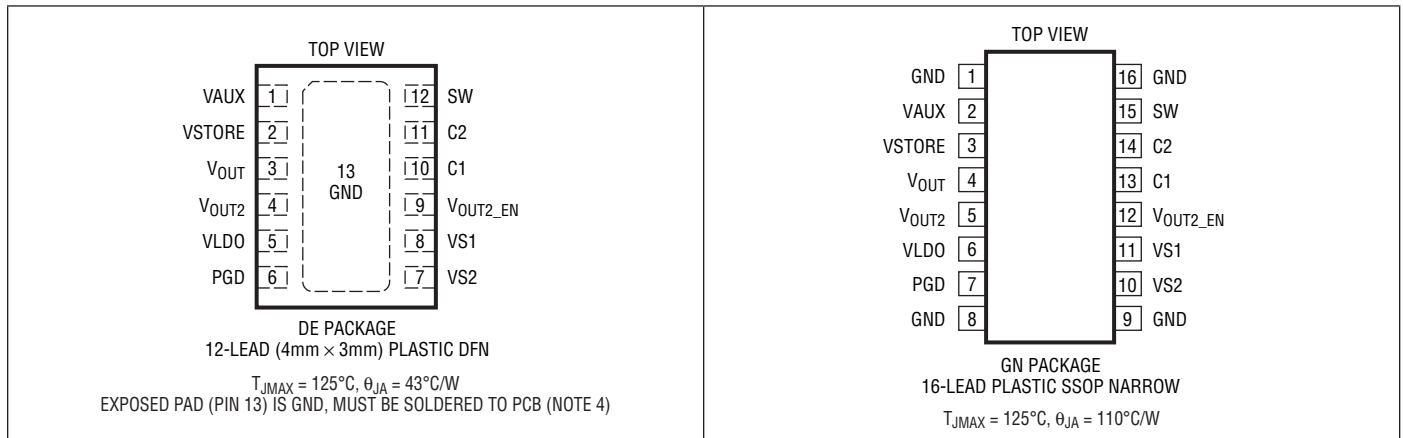 TOP VIEW
VAUX 1 12 SW
VSTORE 2 11 C2
VOUT 3 10 C1
13
GND
VOUT2 4 9 VOUT2_EN
VLDO 5 8 VS1
PGD 6 7 VS2
DE PACKAGE
12-LEAD (4mm × 3mm) PLASTIC DFN
TJMAX = 125°C, θJA = 43°C/W
EXPOSED PAD (PIN 13) IS GND, MUST BE SOLDERED TO PCB (NOTE 4)
TOP VIEW
GND 1 16 GND
VAUX 2 15 SW
VSTORE 3 14 C2
VOUT 4 13 C1
VOUT2 5 12 VOUT2_EN
VLDO 6 11 VS1
PGD 7 10 VS2
GND 8 9 GND
GN PACKAGE
16-LEAD PLASTIC SSOP NARROW
TJMAX = 125°C, θJA = 110°C/W